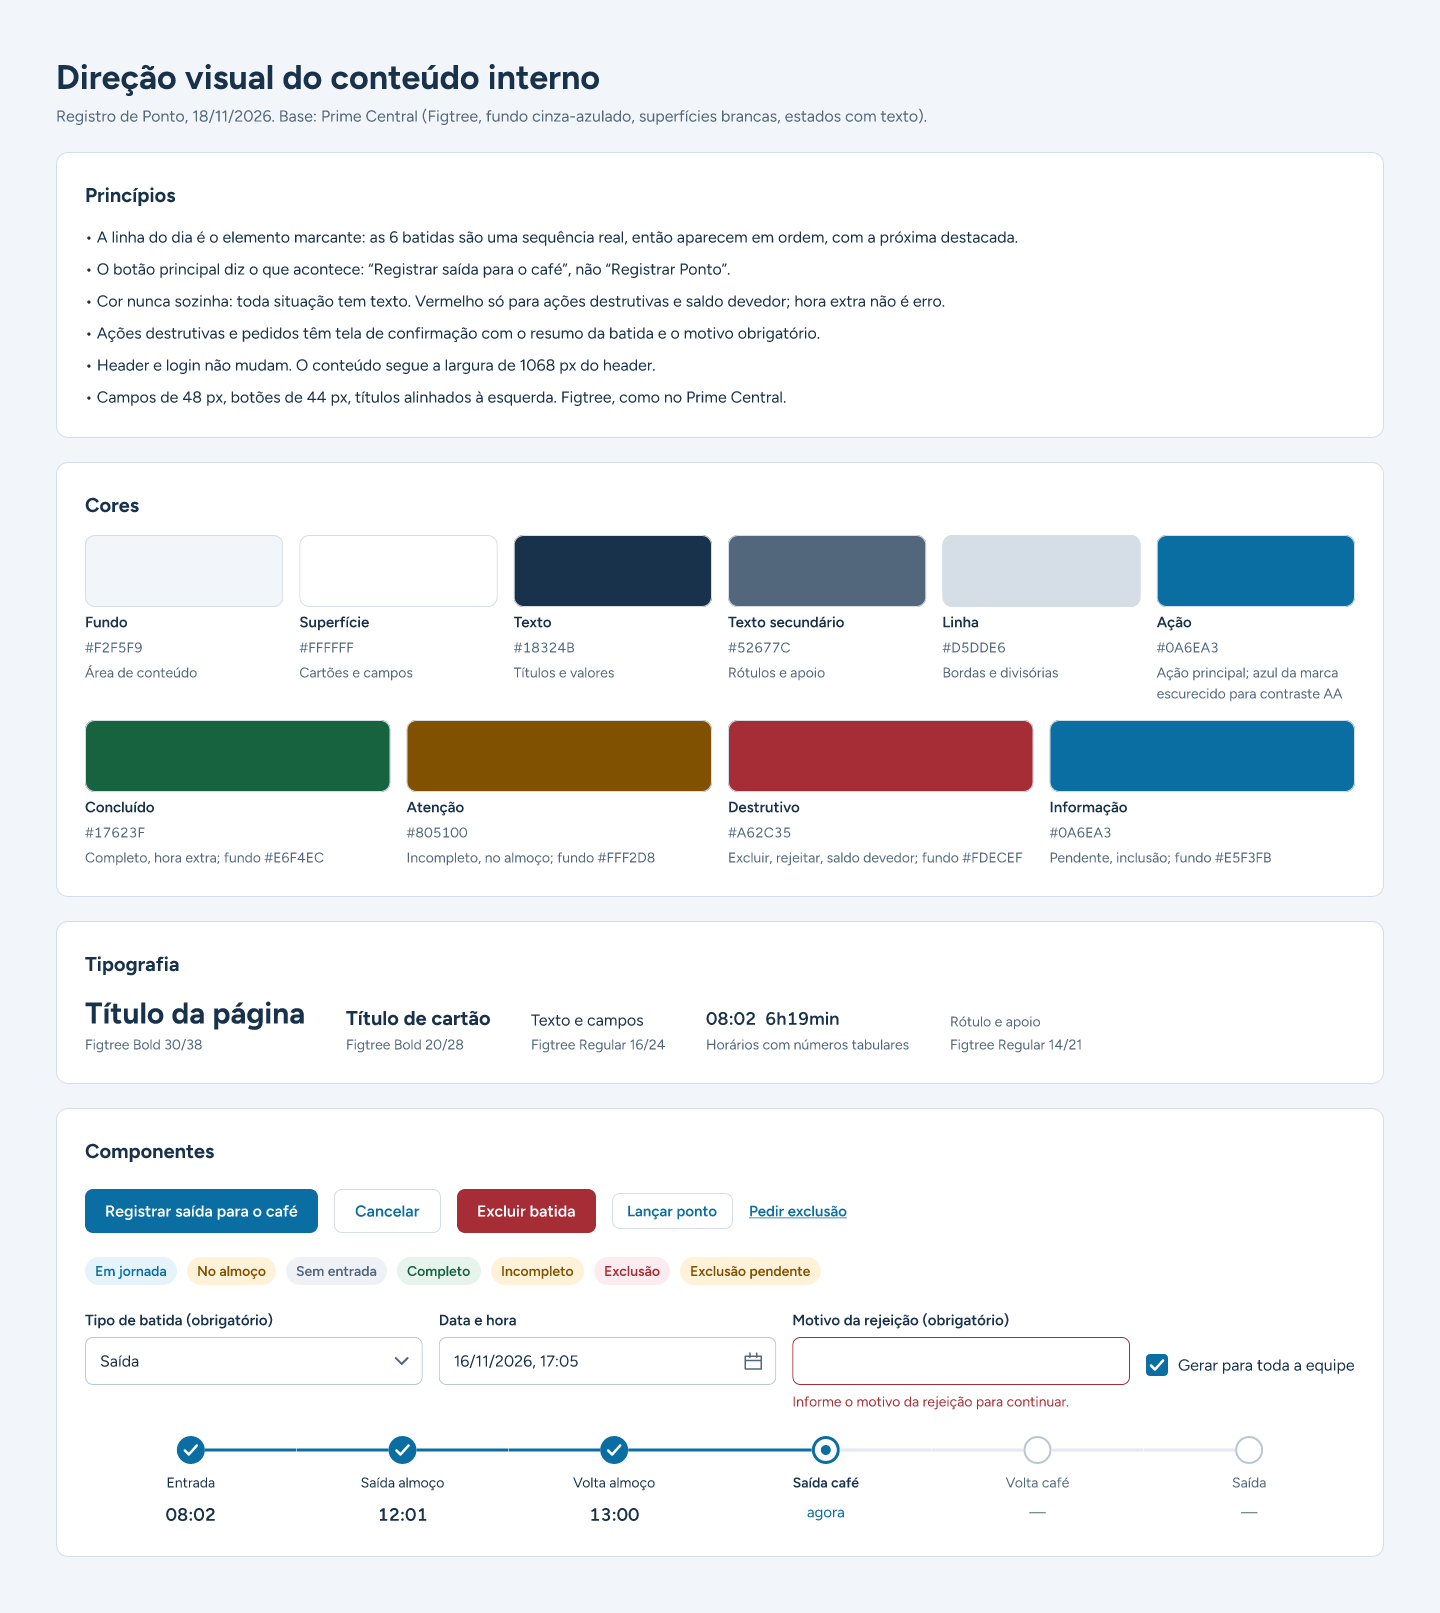 Direção visual do conteúdo interno
Registro de Ponto, 18/11/2026. Base: Prime Central (Figtree, fundo cinza-azulado, superfícies brancas, estados com texto).
Princípios
• A linha do dia é o elemento marcante: as 6 batidas são uma sequência real, então aparecem em ordem, com a próxima destacada.
• O botão principal diz o que acontece: “Registrar saída para o café”, não “Registrar Ponto”.
• Cor nunca sozinha: toda situação tem texto. Vermelho só para ações destrutivas e saldo devedor; hora extra não é erro.
• Ações destrutivas e pedidos têm tela de confirmação com o resumo da batida e o motivo obrigatório.
• Header e login não mudam. O conteúdo segue a largura de 1068 px do header.
• Campos de 48 px, botões de 44 px, títulos alinhados à esquerda. Figtree, como no Prime Central.
Cores
Fundo
#F2F5F9
Área de conteúdo
Superfície
#FFFFFF
Cartões e campos
Texto
#18324B
Títulos e valores
Texto secundário
#52677C
Rótulos e apoio
Linha
#D5DDE6
Bordas e divisórias
Ação
#0A6EA3
Ação principal; azul da marca
escurecido para contraste AA
Concluído
#17623F
Completo, hora extra; fundo #E6F4EC
Atenção
#805100
Incompleto, no almoço; fundo #FFF2D8
Destrutivo
#A62C35
Excluir, rejeitar, saldo devedor; fundo #FDECEF
Informação
#0A6EA3
Pendente, inclusão; fundo #E5F3FB
Tipografia
Título da página
Figtree Bold 30/38
Título de cartão
Figtree Bold 20/28
Texto e campos
Figtree Regular 16/24
08:02 6h19min
Horários com números tabulares
Rótulo e apoio
Figtree Regular 14/21
Componentes
Registrar saída para o café
Cancelar
Excluir batida
Lançar ponto
Pedir exclusão
Em jornada
No almoço
Sem entrada
Completo
Incompleto
Exclusão
Exclusão pendente
Tipo de batida (obrigatório)
Saída
Data e hora
16/11/2026, 17:05
Motivo da rejeição (obrigatório)
Informe o motivo da rejeição para continuar.
Gerar para toda a equipe
Entrada
08:02
Saída almoço
12:01
Volta almoço
13:00
Saída café
agora
Volta café
—
Saída
—